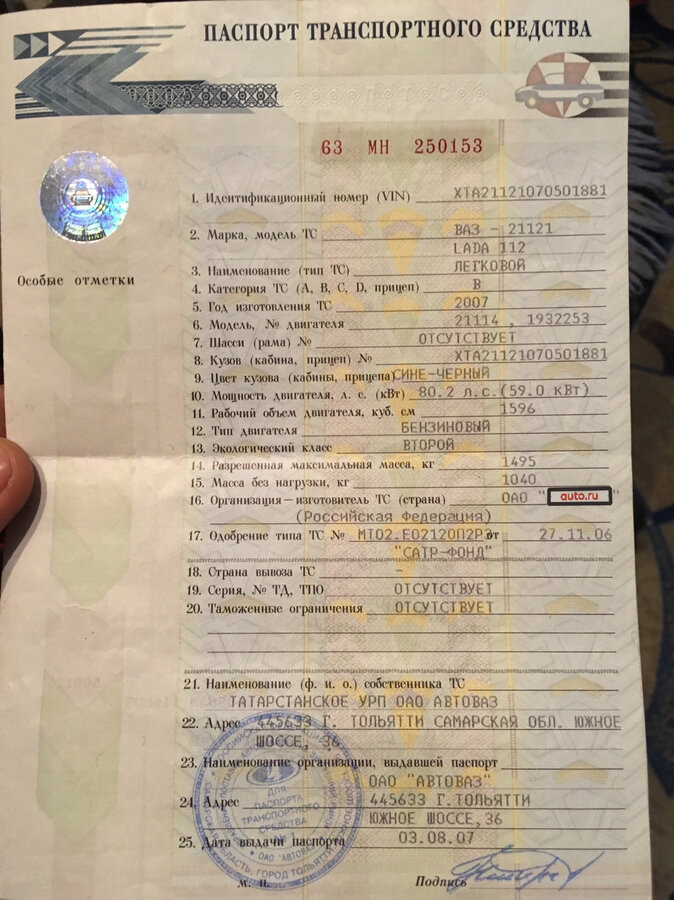 ПАСПОРТ ТРАНСПОРТНОГО СРЕДСТВА
63 МН 250153
Особые отметки
1. Идентификационный номер (VIN) XTA21121070501881
2. Марка, модель ТС ВАЗ - 21121
LADA 112
3. Наименование (тип ТС) ЛЕГКОВОЙ
4. Категория ТС (А, В, С, D, прицеп) В
5. Год изготовления ТС 2007
6. Модель, № двигателя 21114 , 1932253
7. Шасси (рама) № ОТСУТСТВУЕТ
8. Кузов (кабина, прицеп) № XTA21121070501881
9. Цвет кузова (кабины, прицепа) СИНЕ-ЧЕРНЫЙ
10. Мощность двигателя, л. с. (кВт) 80.2 л.с.(59.0 кВт)
11. Рабочий объем двигателя, куб. см 1596
12. Тип двигателя БЕНЗИНОВЫЙ
13. Экологический класс ВТОРОЙ
14. Разрешенная максимальная масса, кг 1495
15. Масса без нагрузки, кг 1040
16. Организация—изготовитель ТС (страна) ОАО "auto.ru"
(Российская Федерация)
17. Одобрение типа ТС № МТ02.Е02120П2РЗ от 27.11.06
"САТР-ФОНД"
18. Страна вывоза ТС -
19. Серия, № ТД, ТПО ОТСУТСТВУЕТ
20. Таможенные ограничения ОТСУТСТВУЕТ
21. Наименование (ф. и. о.) собственника ТС
ТАТАРСТАНСКОЕ УРП ОАО АВТОВАЗ
22. Адрес 445633 Г. ТОЛЬЯТТИ САМАРСКАЯ ОБЛ. ЮЖНОЕ
ШОССЕ, 36
23. Наименование организации, выдавшей паспорт
ОАО "АВТОВАЗ"
24. Адрес 445633 Г.ТОЛЬЯТТИ
ЮЖНОЕ ШОССЕ,36
25. Дата выдачи паспорта 03.08.07
ДЛЯ
ПАСПОРТА
ТРАНСПОРТНОГО
СРЕДСТВА
М. П. Подпись